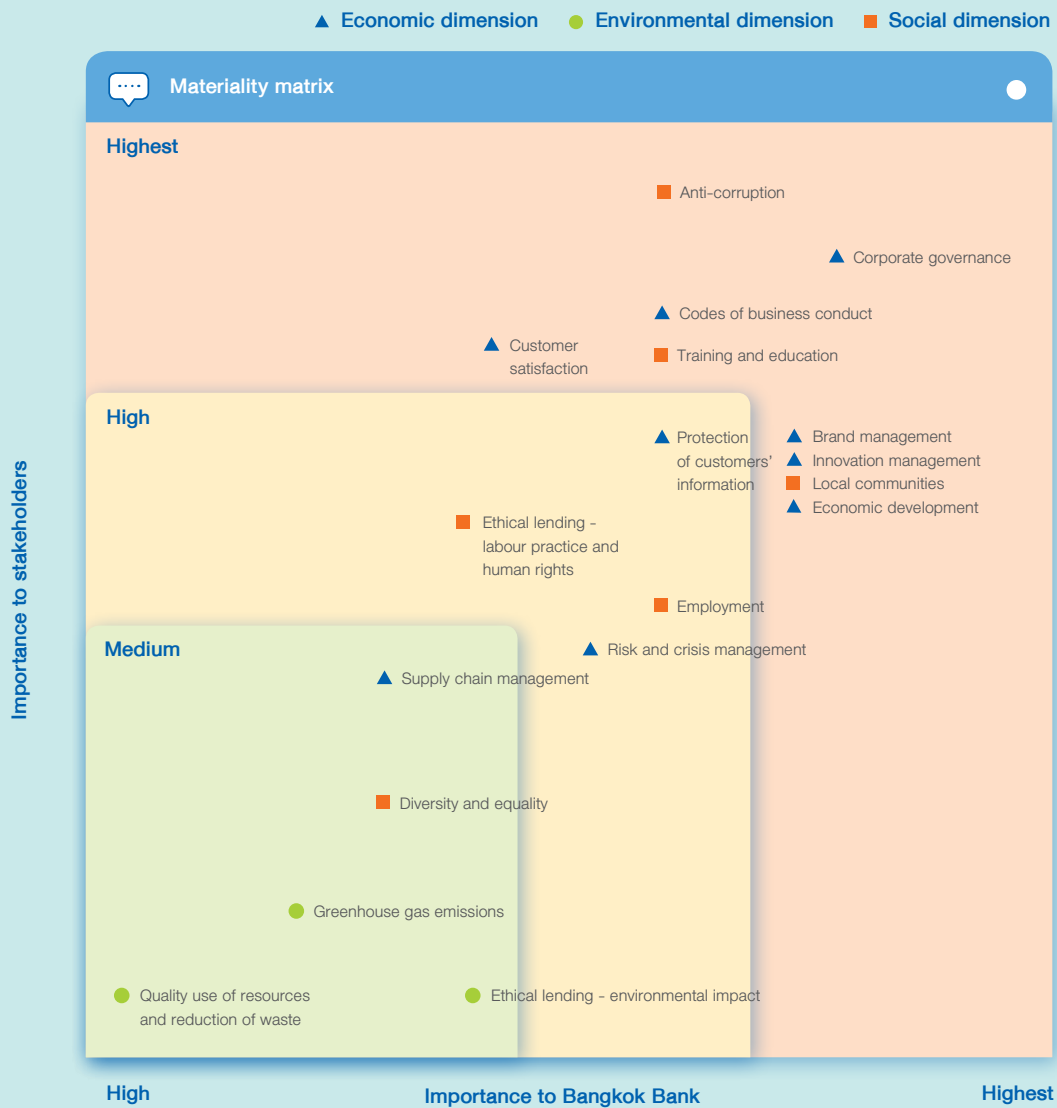 Economic dimension
Environmental dimension
Social dimension
Materiality matrix
Highest
Anti-corruption
Corporate governance
Codes of business conduct
Customer
satisfaction
Training and education
High
Protection
of customers'
information
Brand management
Innovation management
Local communities
Economic development
Ethical lending -
labour practice and
human rights
Employment
Medium
Risk and crisis management
Supply chain management
Diversity and equality
Greenhouse gas emissions
Quality use of resources
and reduction of waste
Ethical lending - environmental impact
Importance to stakeholders
High
Importance to Bangkok Bank
Highest